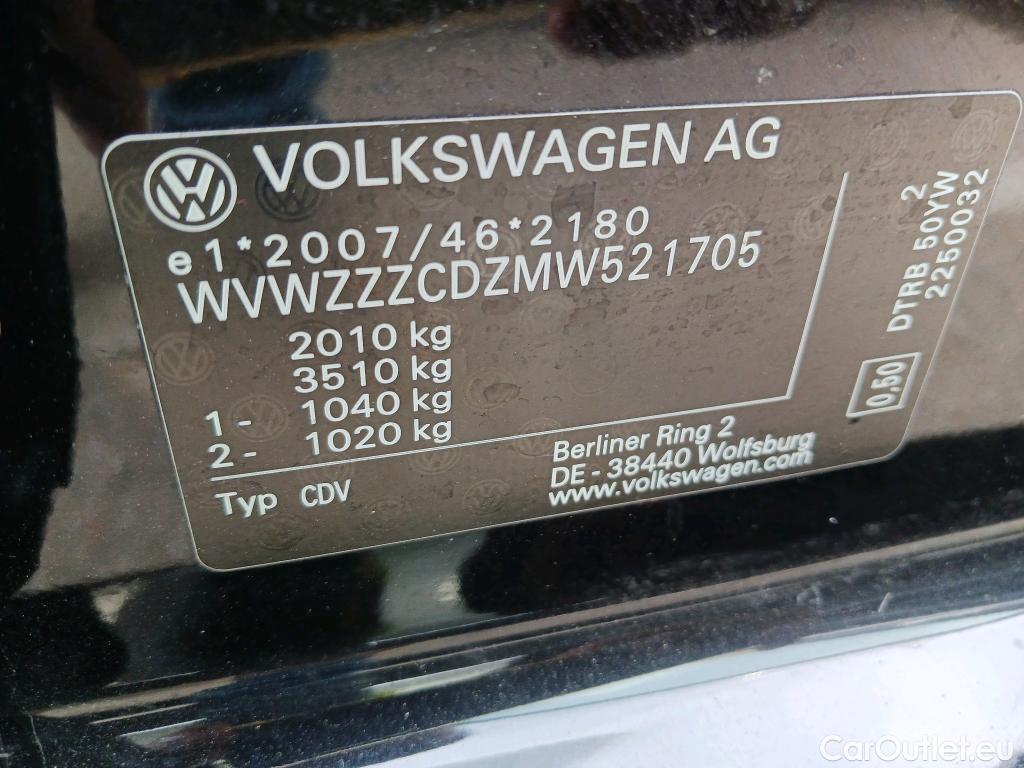 VOLKSWAGEN AG
e1*2007/46*2180
WVWZZZCDZMW521705
2010 kg
3510 kg
1- 1040 kg
2- 1020 kg
Typ CDV
Berliner Ring 2
DE - 38440 Wolfsburg
www.volkswagen.com
0,50
DTRB 50YW 2
2250032
CarOutlet.eu